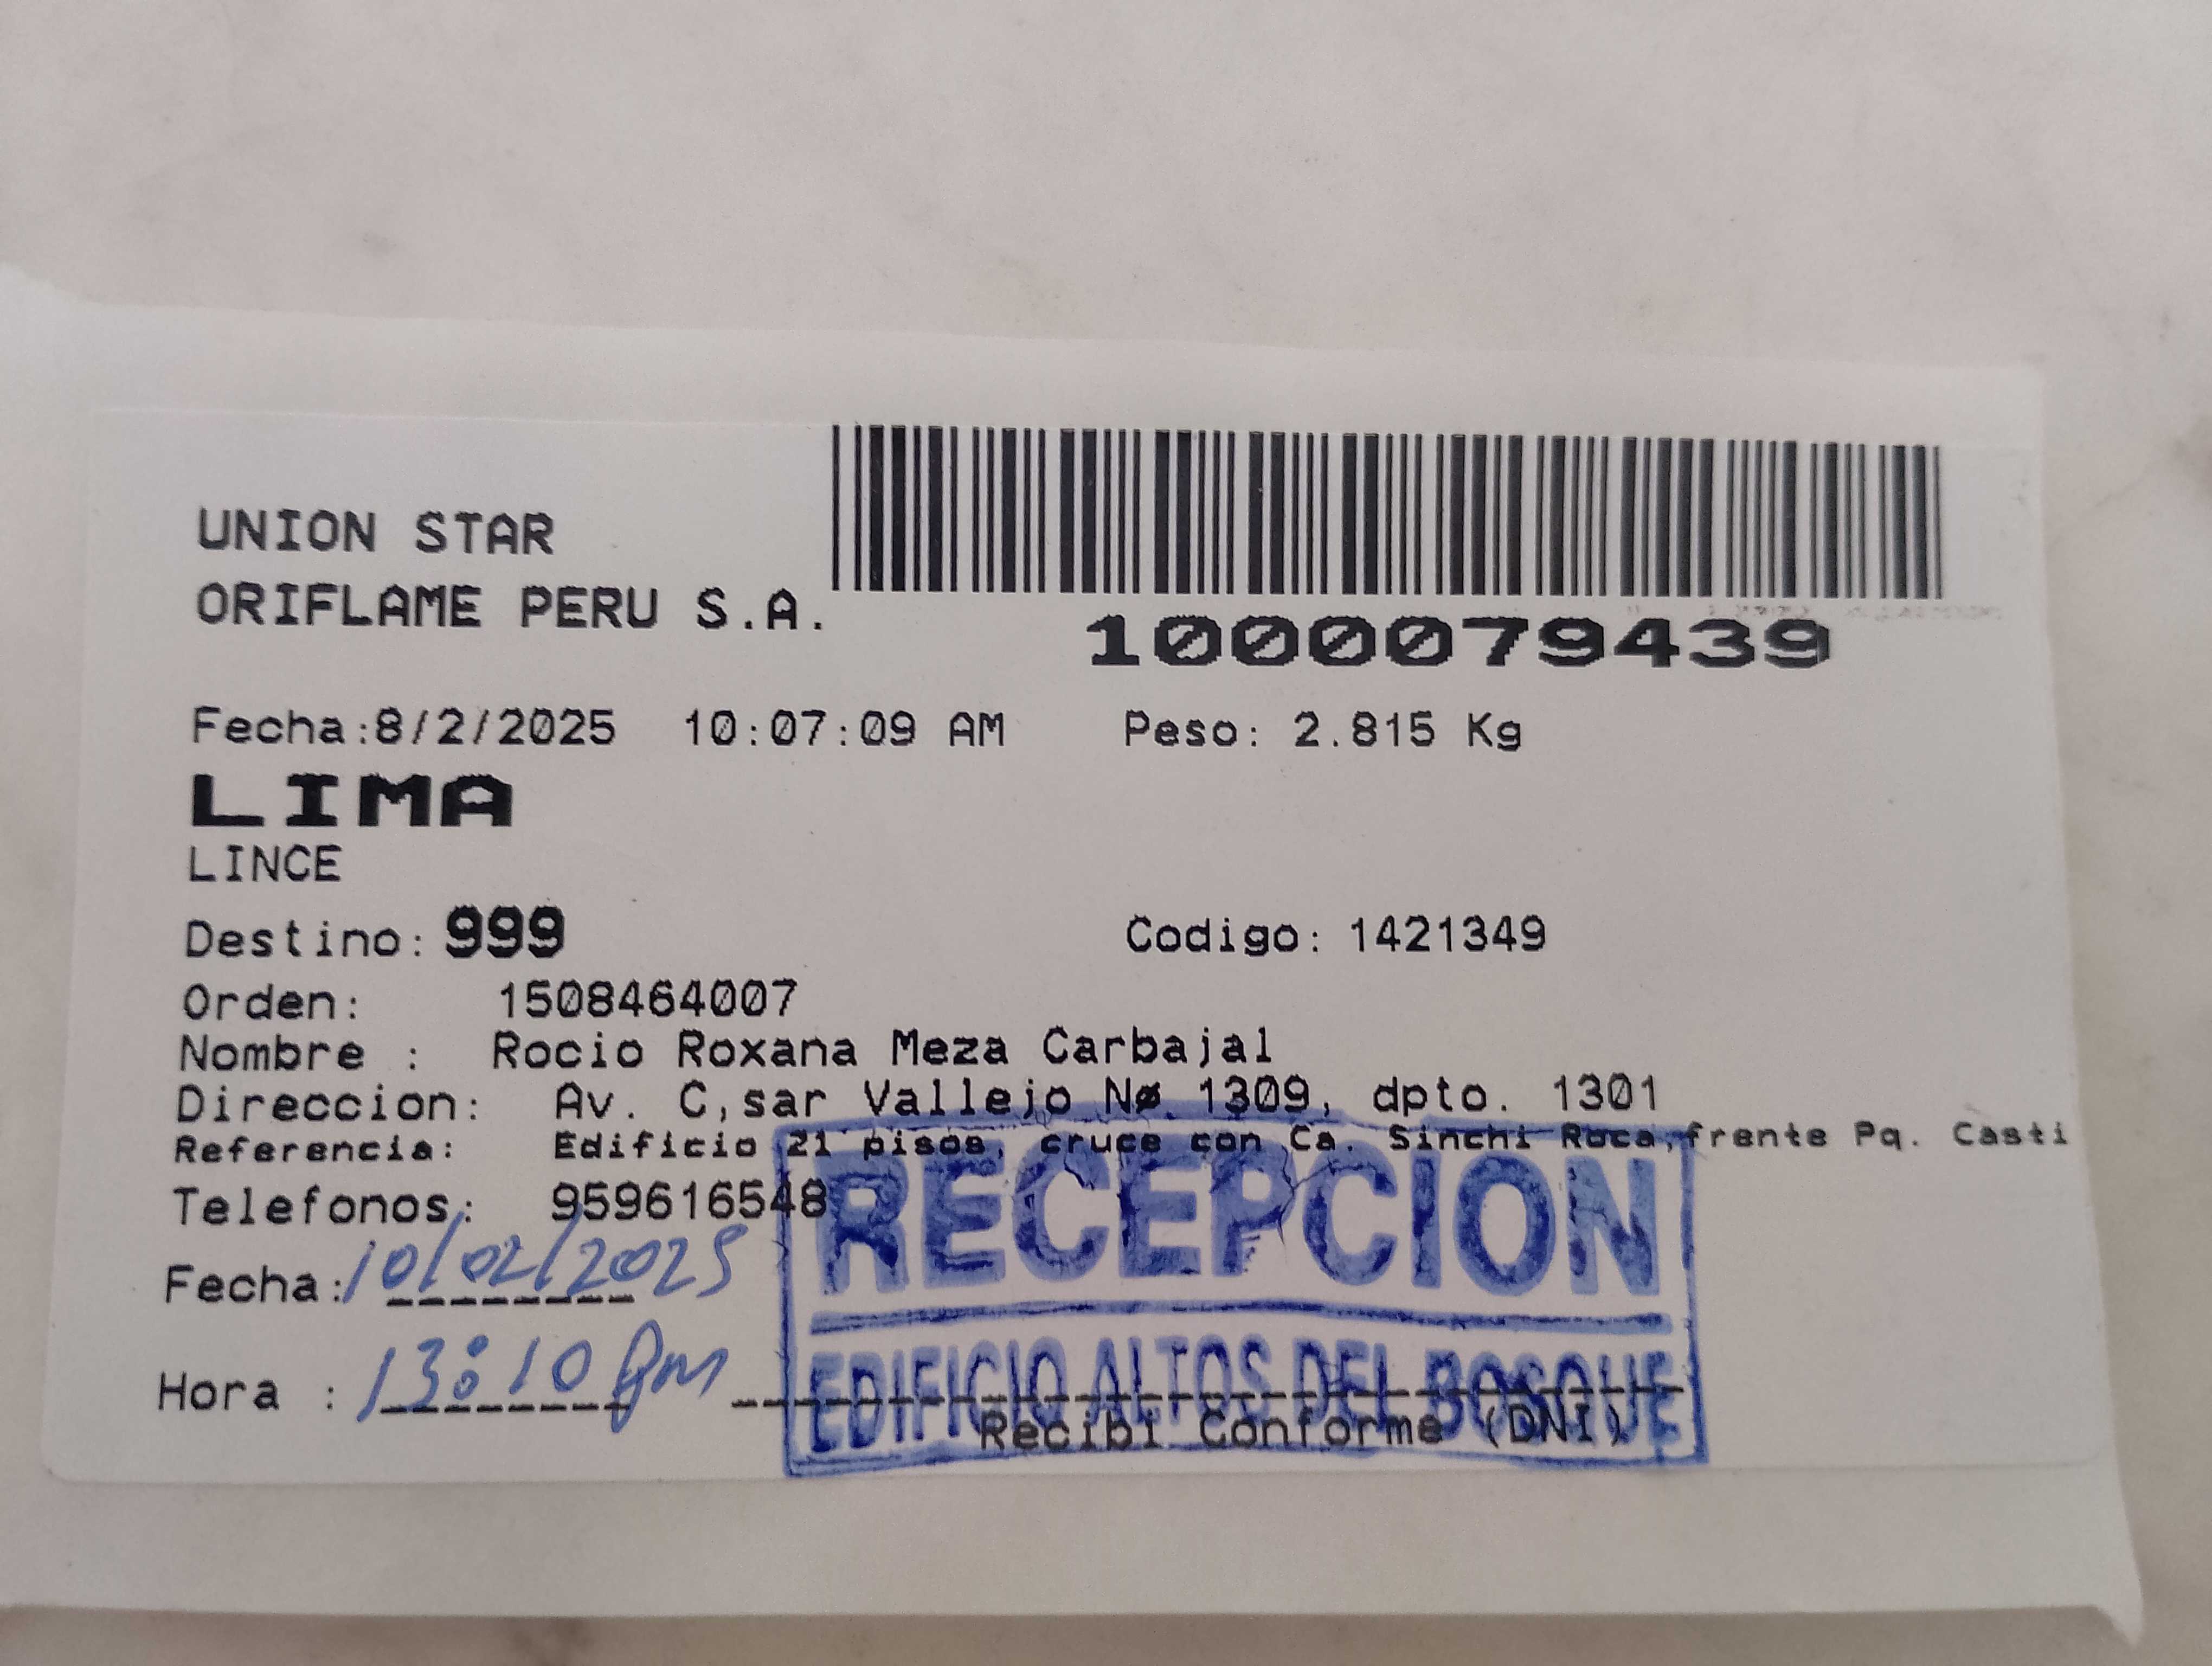 UNION STAR
ORIFLAME PERU S.A.
1000079439
Fecha:8/2/2025 10:07:09 AM Peso: 2.815 Kg
LIMA
LINCE
Destino: 999 Codigo: 1421349
Orden: 1508464007
Nombre : Rocio Roxana Meza Carbajal
Direccion: Av. C,sar Vallejo Nø 1309, dpto. 1301
Referencia: Edificio 21 pisos, cruce con Ca. Sinchi Roca,frente Pq. Casti
Telefonos: 959616548
RECEPCION
Fecha: 10/02/2025
EDIFICIO ALTOS DEL BOSQUE
Hora : 13:10 pm
Recibi Conforme (DNI)